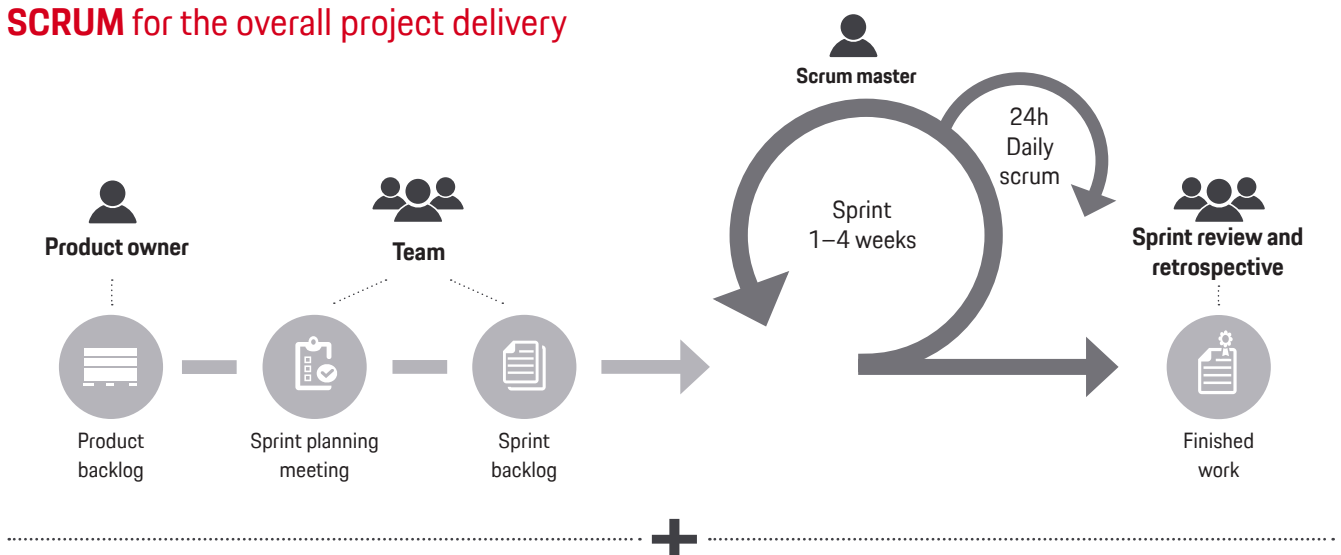 SCRUM for the overall project delivery
Scrum master
24h
Daily
scrum
Sprint
1–4 weeks
Product owner
Team
Sprint review and
retrospective
Product
backlog
Sprint planning
meeting
Sprint
backlog
Finished
work